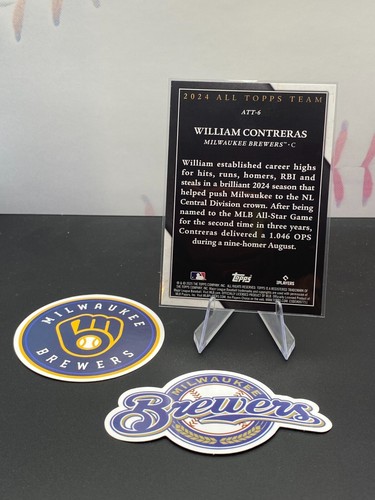 2024 ALL TOPPS TEAM
ATT-6
WILLIAM CONTRERAS
MILWAUKEE BREWERS™ • C
William established career highs
for hits, runs, homers, RBI and
steals in a brilliant 2024 season that
helped push Milwaukee to the NL
Central Division crown. After being
named to the MLB All-Star Game
for the second time in three years,
Contreras delivered a 1.046 OPS
during a nine-homer August.
Topps
PLAYERS
MILWAUKEE
BREWERS
MILWAUKEE
Brewers